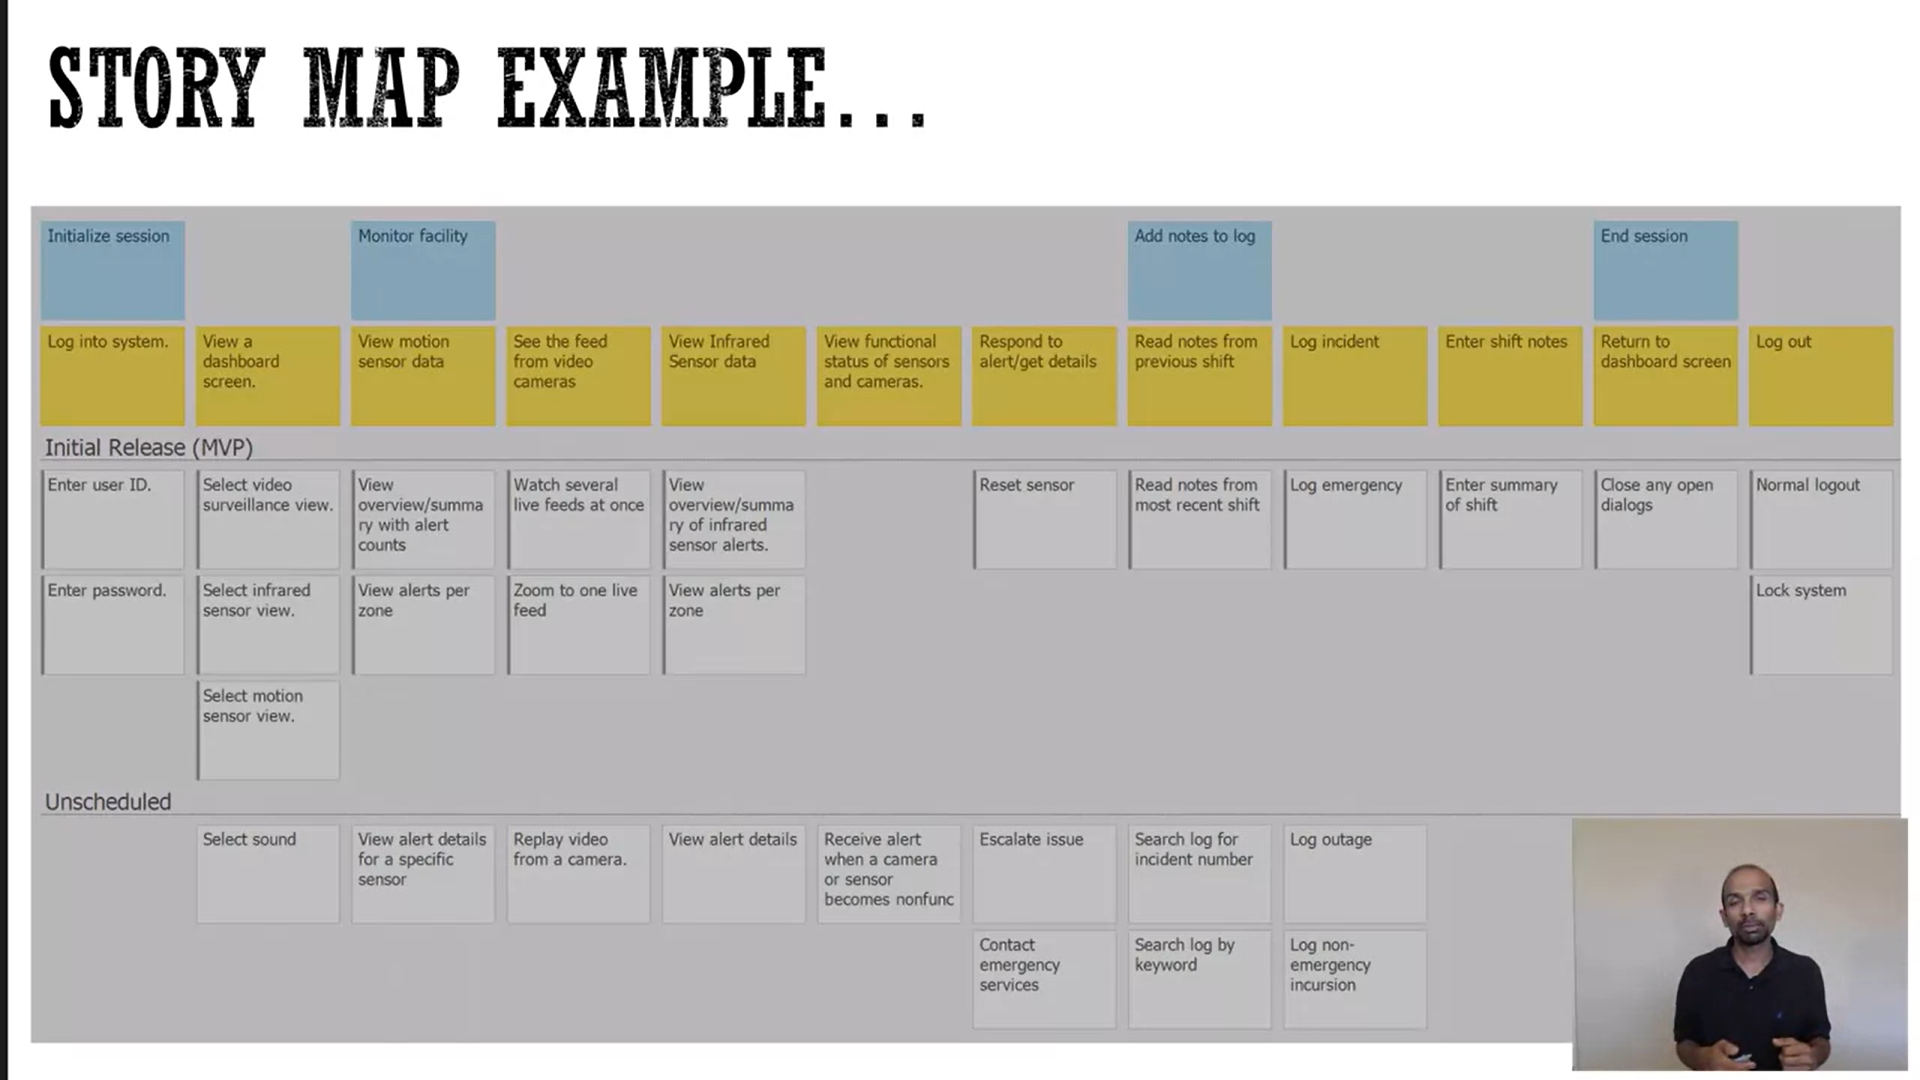 STORY MAP EXAMPLE...
Initialize session
Monitor facility
Add notes to log
End session
Log into system.
View a
dashboard
screen.
View motion
sensor data
See the feed
from video
cameras
View Infrared
Sensor data
View functional
status of sensors
and cameras.
Respond to
alert/get details
Read notes from
previous shift
Log incident
Enter shift notes
Return to
dashboard screen
Log out
Initial Release (MVP)
Enter user ID.
Select video
surveillance view.
View
overview/summa
ry with alert
counts
Watch several
live feeds at once
View
overview/summa
ry of infrared
sensor alerts.
Reset sensor
Read notes from
most recent shift
Log emergency
Enter summary
of shift
Close any open
dialogs
Normal logout
Enter password.
Select infrared
sensor view.
View alerts per
zone
Zoom to one live
feed
View alerts per
zone
Lock system
Select motion
sensor view.
Unscheduled
Select sound
View alert details
for a specific
sensor
Replay video
from a camera.
View alert details
Receive alert
when a camera
or sensor
becomes nonfunc
Escalate issue
Search log for
incident number
Log outage
Contact
emergency
services
Search log by
keyword
Log non-
emergency
incursion